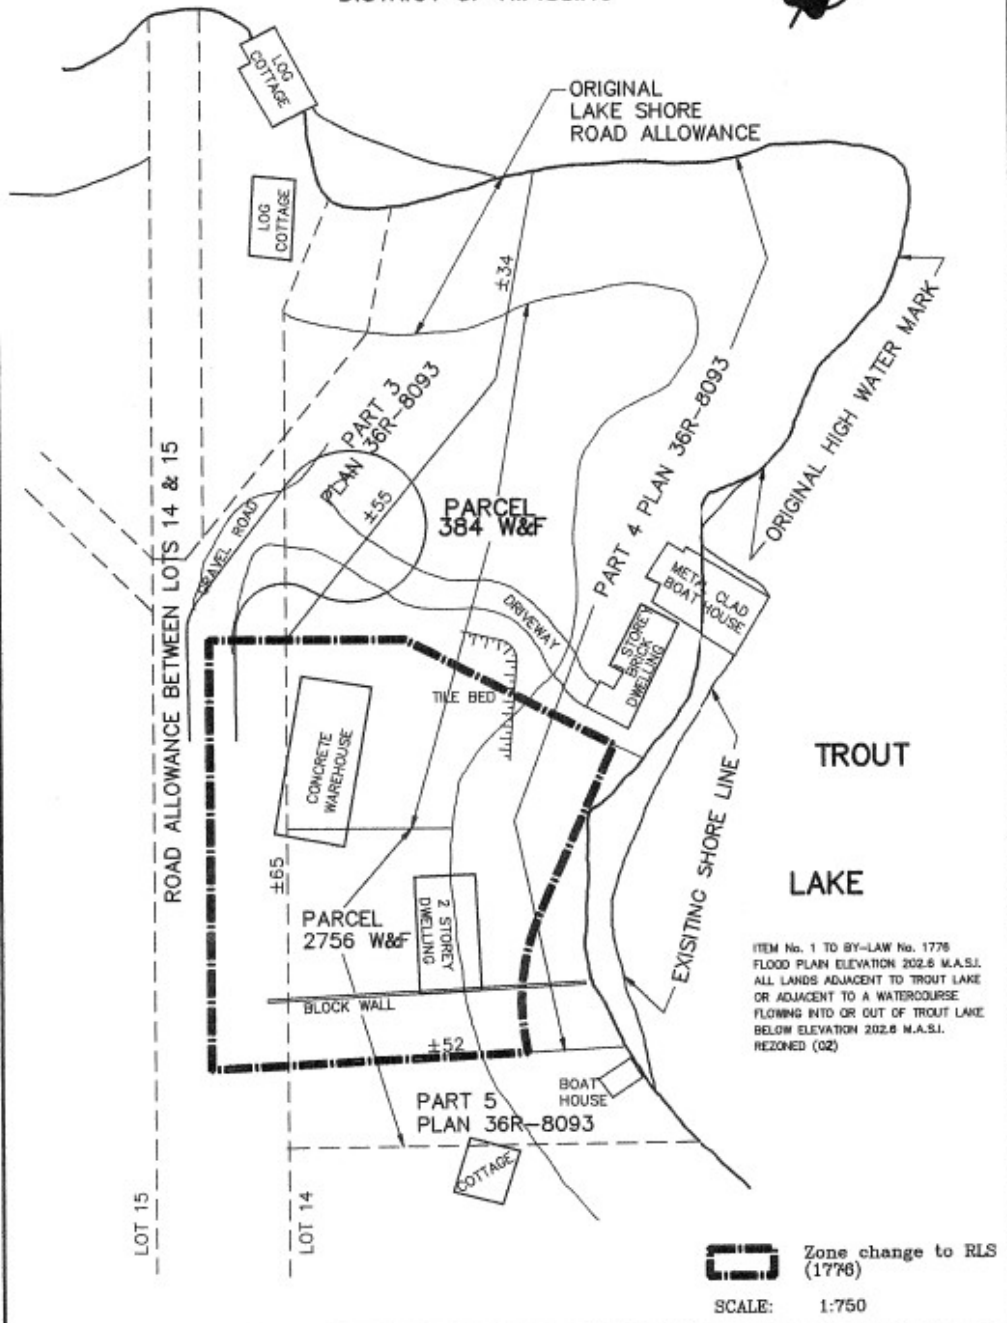 LOG
COTTAGE
ORIGINAL
LAKE SHORE
ROAD ALLOWANCE
LOG
COTTAGE
±34
ORIGINAL HIGH WATER MARK
PART 3
PLAN 36R-8093
±55
PARCEL
384 W&F
PART 4 PLAN 36R-8093
GRAVEL ROAD
ROAD ALLOWANCE BETWEEN LOTS 14 & 15
METAL CLAD
BOAT HOUSE
DRIVEWAY
STOREY
BRICK
DWELLING
TILE BED
CONCRETE
WAREHOUSE
TROUT
LAKE
EXISITING SHORE LINE
±65
PARCEL
2756 W&F
2 STOREY
DWELLING
BLOCK WALL
±52
ITEM No. 1 TO BY-LAW No. 1776
FLOOD PLAIN ELEVATION 202.6 M.A.S.L.
ALL LANDS ADJACENT TO TROUT LAKE
OR ADJACENT TO A WATERCOURSE
FLOWING INTO OR OUT OF TROUT LAKE
BELOW ELEVATION 202.6 M.A.S.L.
REZONED (OZ)
BOAT
HOUSE
PART 5
PLAN 36R-8093
COTTAGE
LOT 15
LOT 14
Zone change to RLS
(1776)
SCALE: 1:750